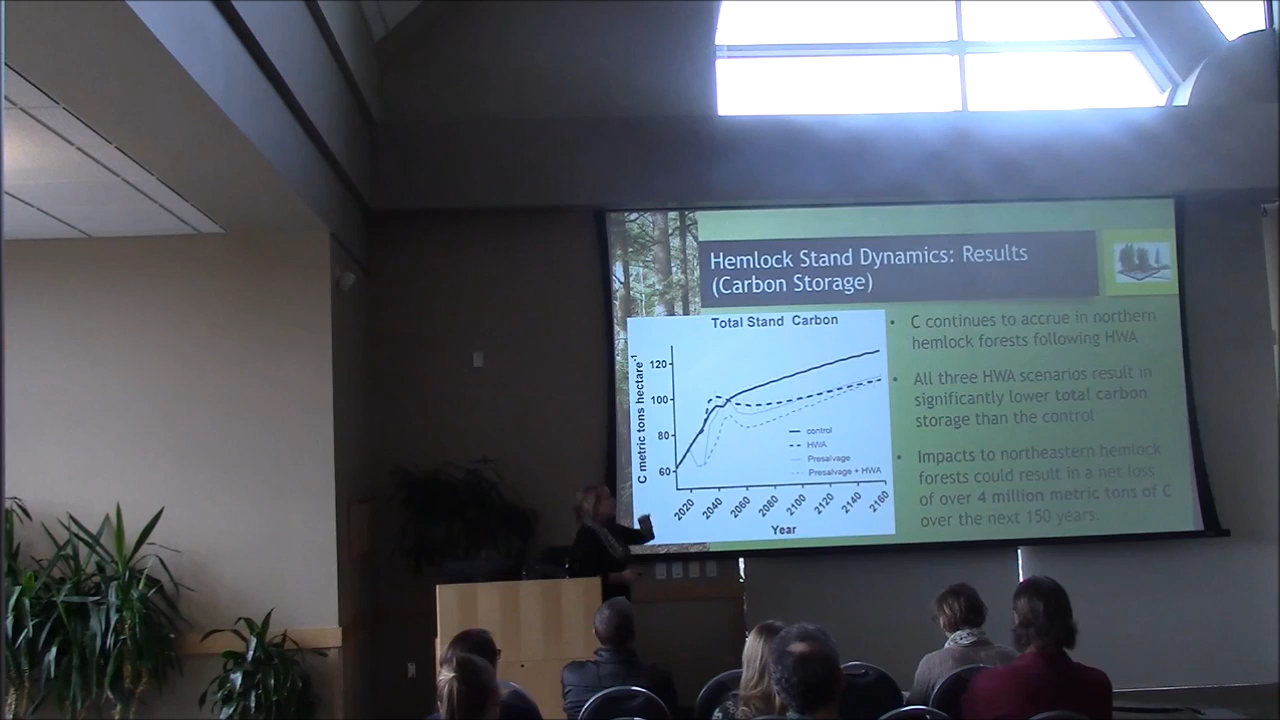 Hemlock Stand Dynamics: Results
(Carbon Storage)
Total Stand Carbon
C metric tons hectare-1
120
100
80
60
control
HWA
Presalvage
Presalvage + HWA
2020
2040
2060
2080
2100
2120
2140
2160
Year
• C continues to accrue in northern
hemlock forests following HWA
• All three HWA scenarios result in
significantly lower total carbon
storage than the control
• Impacts to northeastern hemlock
forests could result in a net loss
of over 4 million metric tons of C
over the next 150 years.